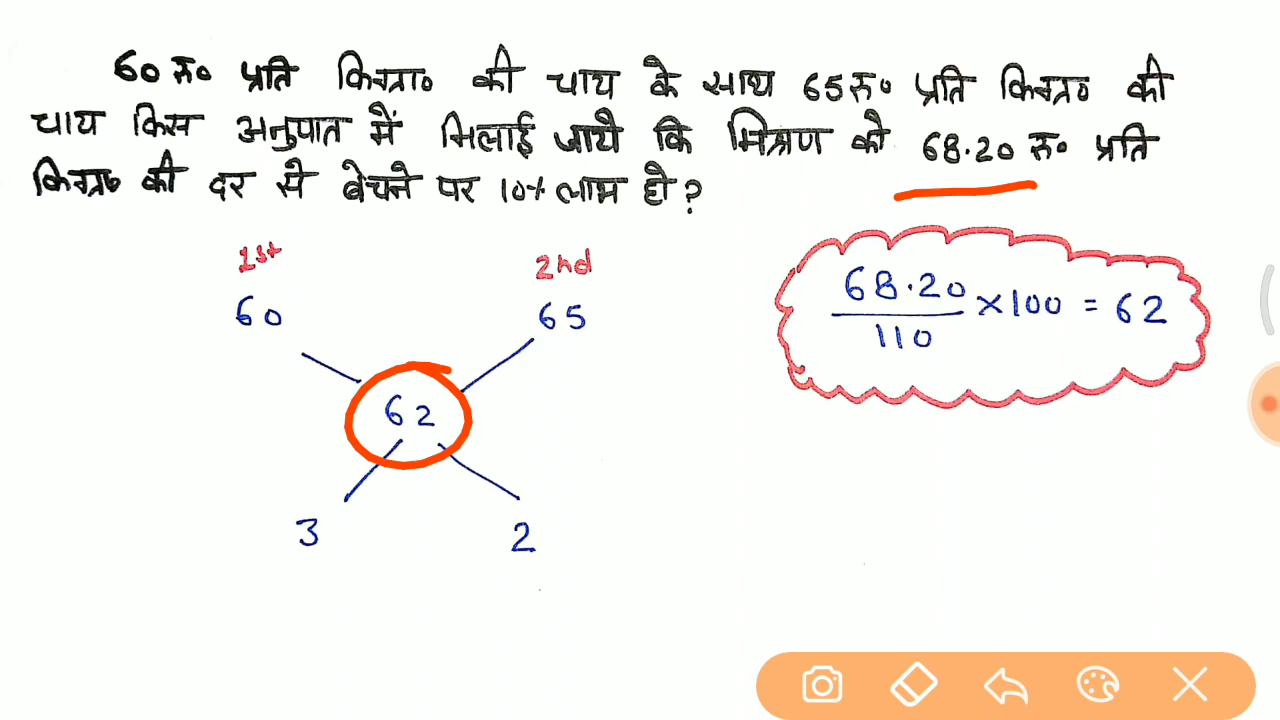 60 रु० प्रति किग्रा० की चाय के साथ 65 रु० प्रति किग्रा० की
चाय किस अनुपात में मिलाई जाये कि मिश्रण को 68.20 रु० प्रति
किग्रा० की दर से बेचने पर 10% लाभ हो?
1st 2nd
60 65
62
3 2
68.20 / 110 × 100 = 62